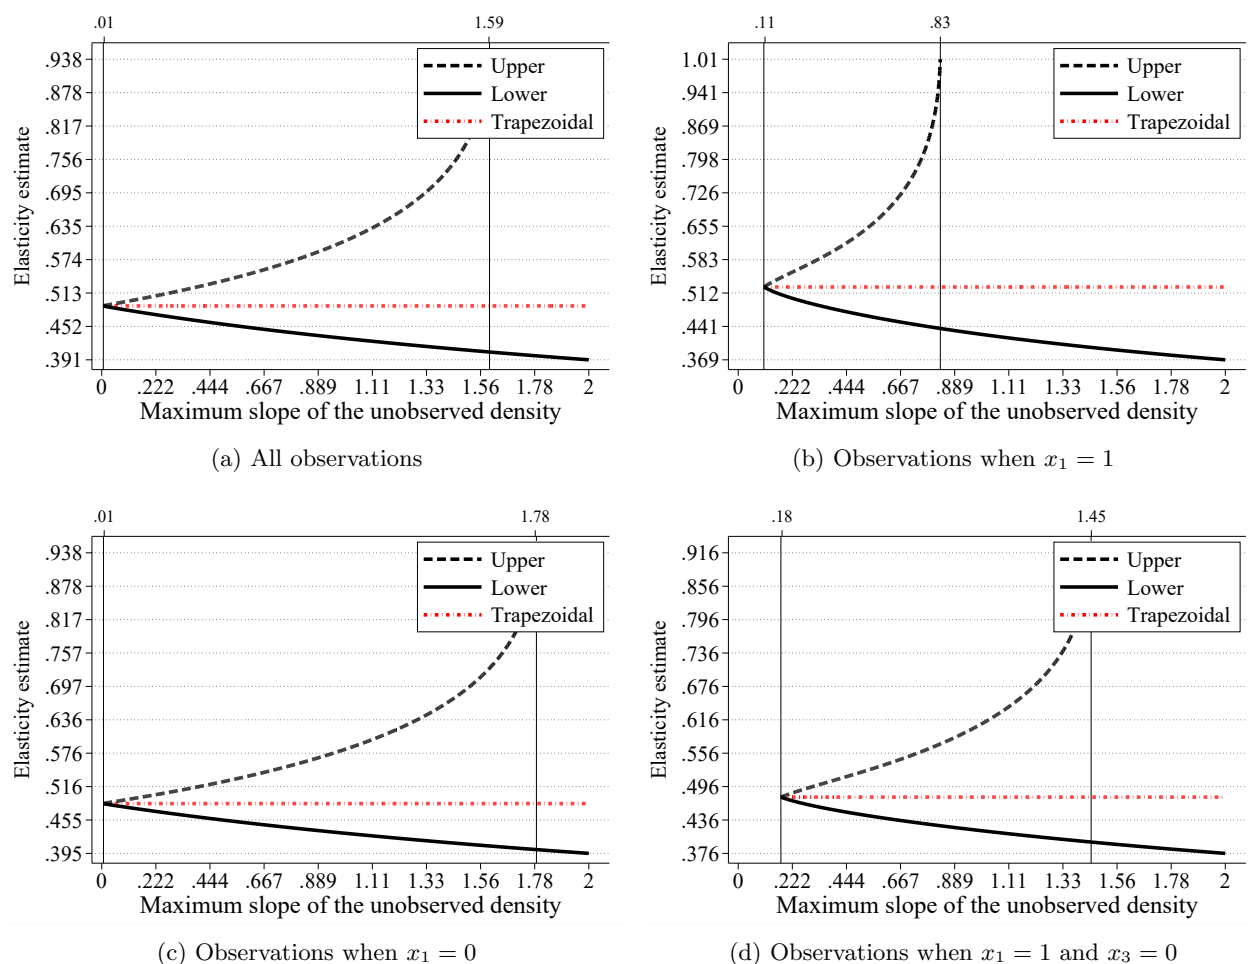 .01 1.59
.938
.878
.817
.756
.695
.635
.574
.513
.452
.391
Elasticity estimate
Upper
Lower
Trapezoidal
0 .222 .444 .667 .889 1.11 1.33 1.56 1.78 2
Maximum slope of the unobserved density
(a) All observations
.11 .83
1.01
.941
.869
.798
.726
.655
.583
.512
.441
.369
Elasticity estimate
Upper
Lower
Trapezoidal
0 .222 .444 .667 .889 1.11 1.33 1.56 1.78 2
Maximum slope of the unobserved density
(b) Observations when x₁ = 1
.01 1.78
.938
.878
.817
.757
.697
.636
.576
.516
.455
.395
Elasticity estimate
Upper
Lower
Trapezoidal
0 .222 .444 .667 .889 1.11 1.33 1.56 1.78 2
Maximum slope of the unobserved density
(c) Observations when x₁ = 0
.18 1.45
.916
.856
.796
.736
.676
.616
.556
.496
.436
.376
Elasticity estimate
Upper
Lower
Trapezoidal
0 .222 .444 .667 .889 1.11 1.33 1.56 1.78 2
Maximum slope of the unobserved density
(d) Observations when x₁ = 1 and x₃ = 0